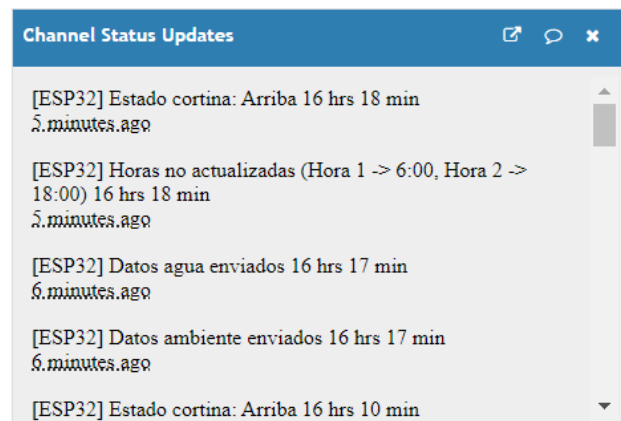 Channel Status Updates
[ESP32] Estado cortina: Arriba 16 hrs 18 min
5 minutes ago
[ESP32] Horas no actualizadas (Hora 1 -> 6:00, Hora 2 ->
18:00) 16 hrs 18 min
5 minutes ago
[ESP32] Datos agua enviados 16 hrs 17 min
6 minutes ago
[ESP32] Datos ambiente enviados 16 hrs 17 min
6 minutes ago
[ESP32] Estado cortina: Arriba 16 hrs 10 min